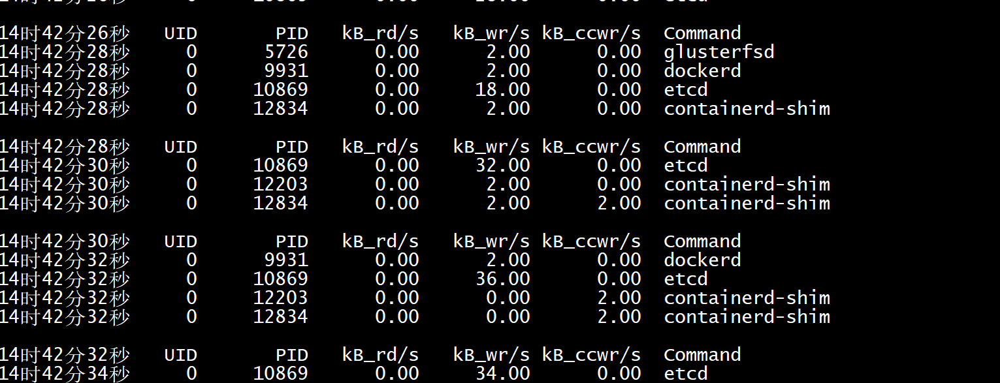 14时42分26秒 UID PID kB_rd/s kB_wr/s kB_ccwr/s Command
14时42分28秒 0 5726 0.00 2.00 0.00 glusterfsd
14时42分28秒 0 9931 0.00 2.00 0.00 dockerd
14时42分28秒 0 10869 0.00 18.00 0.00 etcd
14时42分28秒 0 12834 0.00 2.00 0.00 containerd-shim
14时42分28秒 UID PID kB_rd/s kB_wr/s kB_ccwr/s Command
14时42分30秒 0 10869 0.00 32.00 0.00 etcd
14时42分30秒 0 12203 0.00 2.00 0.00 containerd-shim
14时42分30秒 0 12834 0.00 2.00 2.00 containerd-shim
14时42分30秒 UID PID kB_rd/s kB_wr/s kB_ccwr/s Command
14时42分32秒 0 9931 0.00 2.00 0.00 dockerd
14时42分32秒 0 10869 0.00 36.00 0.00 etcd
14时42分32秒 0 12203 0.00 0.00 2.00 containerd-shim
14时42分32秒 0 12834 0.00 0.00 2.00 containerd-shim
14时42分32秒 UID PID kB_rd/s kB_wr/s kB_ccwr/s Command
14时42分34秒 0 10869 0.00 34.00 0.00 etcd